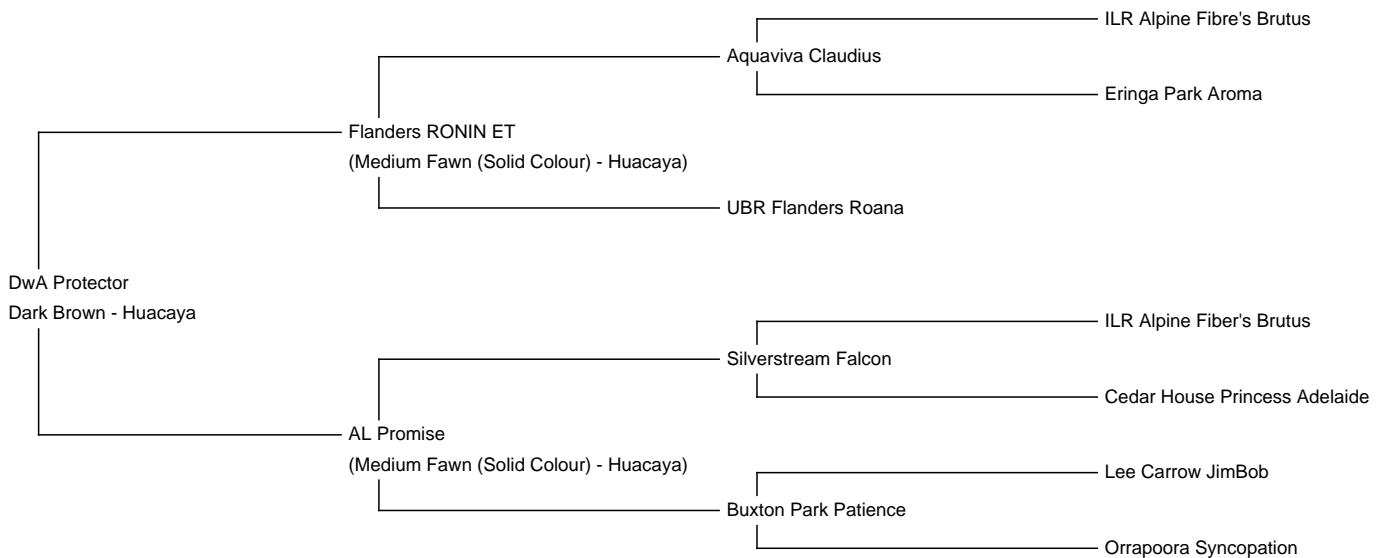 ILR Alpine Fibre's Brutus
Aquaviva Claudius
Eringa Park Aroma
Flanders RONIN ET
(Medium Fawn (Solid Colour) - Huacaya)
UBR Flanders Roana
DwA Protector
Dark Brown - Huacaya
ILR Alpine Fiber's Brutus
Silverstream Falcon
Cedar House Princess Adelaide
AL Promise
(Medium Fawn (Solid Colour) - Huacaya)
Lee Carrow JimBob
Buxton Park Patience
Orrapoora Syncopation